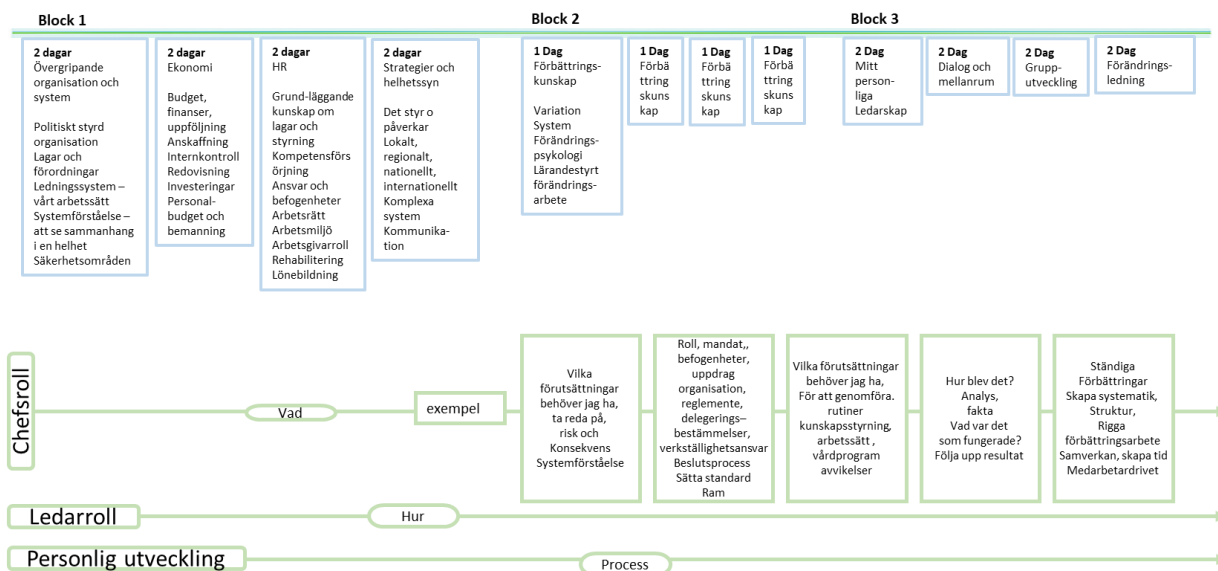 Block 1
Block 2
Block 3
2 dagar
Övergripande
organisation och
system
Politiskt styrd
organisation
Lagar och
förordningar
Ledningssystem –
vårt arbetssätt
Systemförståelse –
att se sammanhang
i en helhet
Säkerhetsområden
2 dagar
Ekonomi
Budget,
finanser,
uppföljning
Anskaffning
Internkontroll
Redovisning
Investeringar
Personal-
budget och
bemanning
2 dagar
HR
Grund-läggande
kunskap om
lagar och
styrning
Kompetensförs
örjning
Ansvar och
befogenheter
Arbetsrätt
Arbetsmiljö
Arbetsgivarroll
Rehabilitering
Lönebildning
2 dagar
Strategier och
helhetssyn
Det styr o
påverkar
Lokalt,
regionalt,
nationellt,
internationellt
Komplexa
system
Kommunika-
tion
1 Dag
Förbättrings-
kunskap
Variation
System
Förändrings-
psykologi
Lärandestyrt
förändrings-
arbete
1 Dag
Förbä
ttring
skuns
kap
1 Dag
Förbä
ttring
skuns
kap
1 Dag
Förbä
ttring
skuns
kap
2 Dag
Mitt
person-
liga
Ledarskap
2 Dag
Dialog och
mellanrum
2 Dag
Grupp-
utveckling
2 Dag
Förändrings-
ledning
Chefsroll
Vad
exempel
Vilka
förutsättningar
behöver jag ha,
ta reda på,
risk och
Konsekvens
Systemförståelse
Roll, mandat,,
befogenheter,
uppdrag
organisation,
reglemente,
delegerings–
bestämmelser,
verkställighetsansvar
Beslutsprocess
Sätta standard
Ram
Vilka förutsättningar
behöver jag ha,
För att genomföra.
rutiner
kunskapsstyrning,
arbetssätt ,
vårdprogram
avvikelser
Hur blev det?
Analys,
fakta
Vad var det
som fungerade?
Följa upp resultat
Ständiga
Förbättringar
Skapa systematik,
Struktur,
Rigga
förbättringsarbete
Samverkan, skapa tid
Medarbetardrivet
Ledarroll
Hur
Personlig utveckling
Process